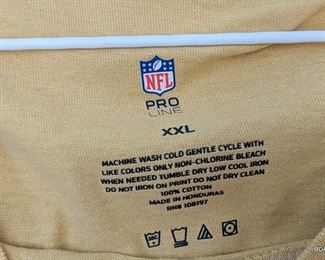 NFL
PRO
LINE
XXL
MACHINE WASH COLD GENTLE CYCLE WITH
LIKE COLORS ONLY NON-CHLORINE BLEACH
WHEN NEEDED TUMBLE DRY LOW COOL IRON
DO NOT IRON ON PRINT DO NOT DRY CLEAN
100% COTTON
MADE IN HONDURAS
RN# 108197